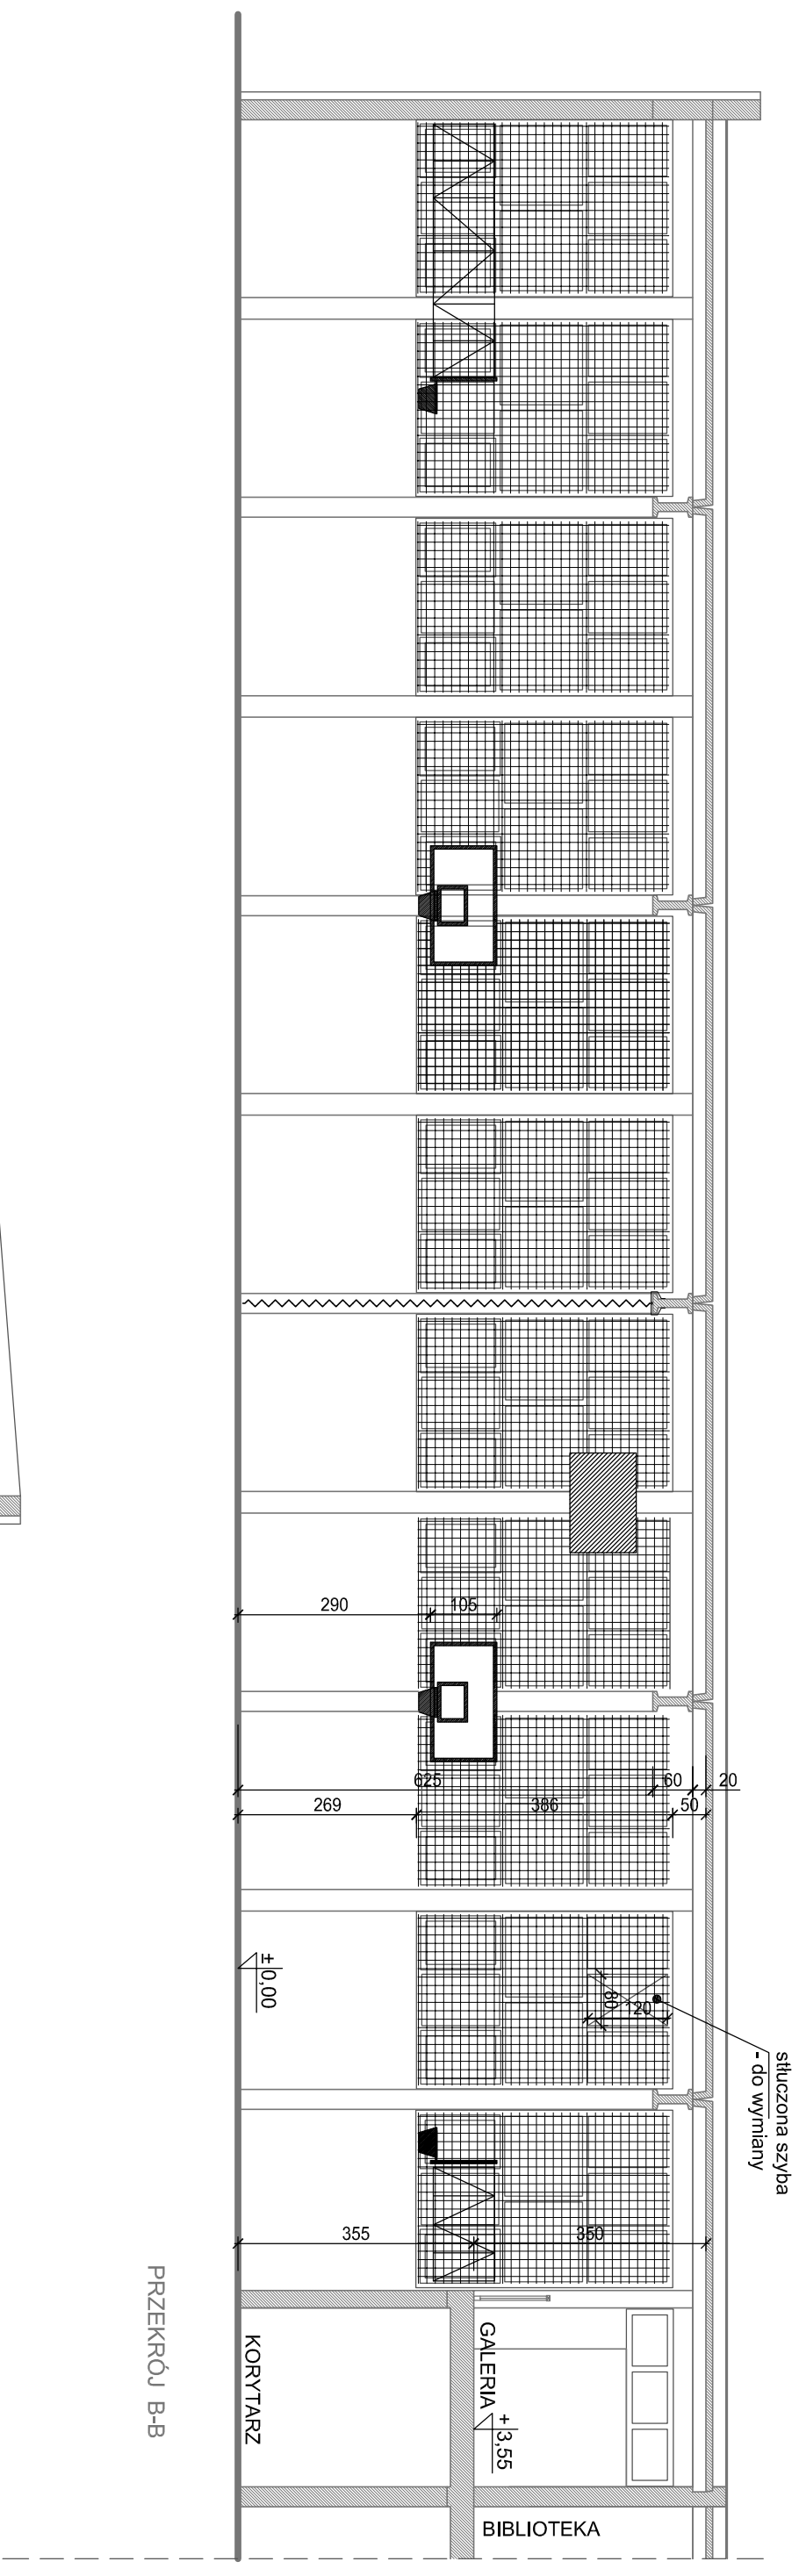 290
105
625
60
20
269
386
50
± 0,00
80
20
stłuczona szyba
- do wymiany
355
350
GALERIA
+ 3,55
KORYTARZ
BIBLIOTEKA
PRZEKRÓJ B-B